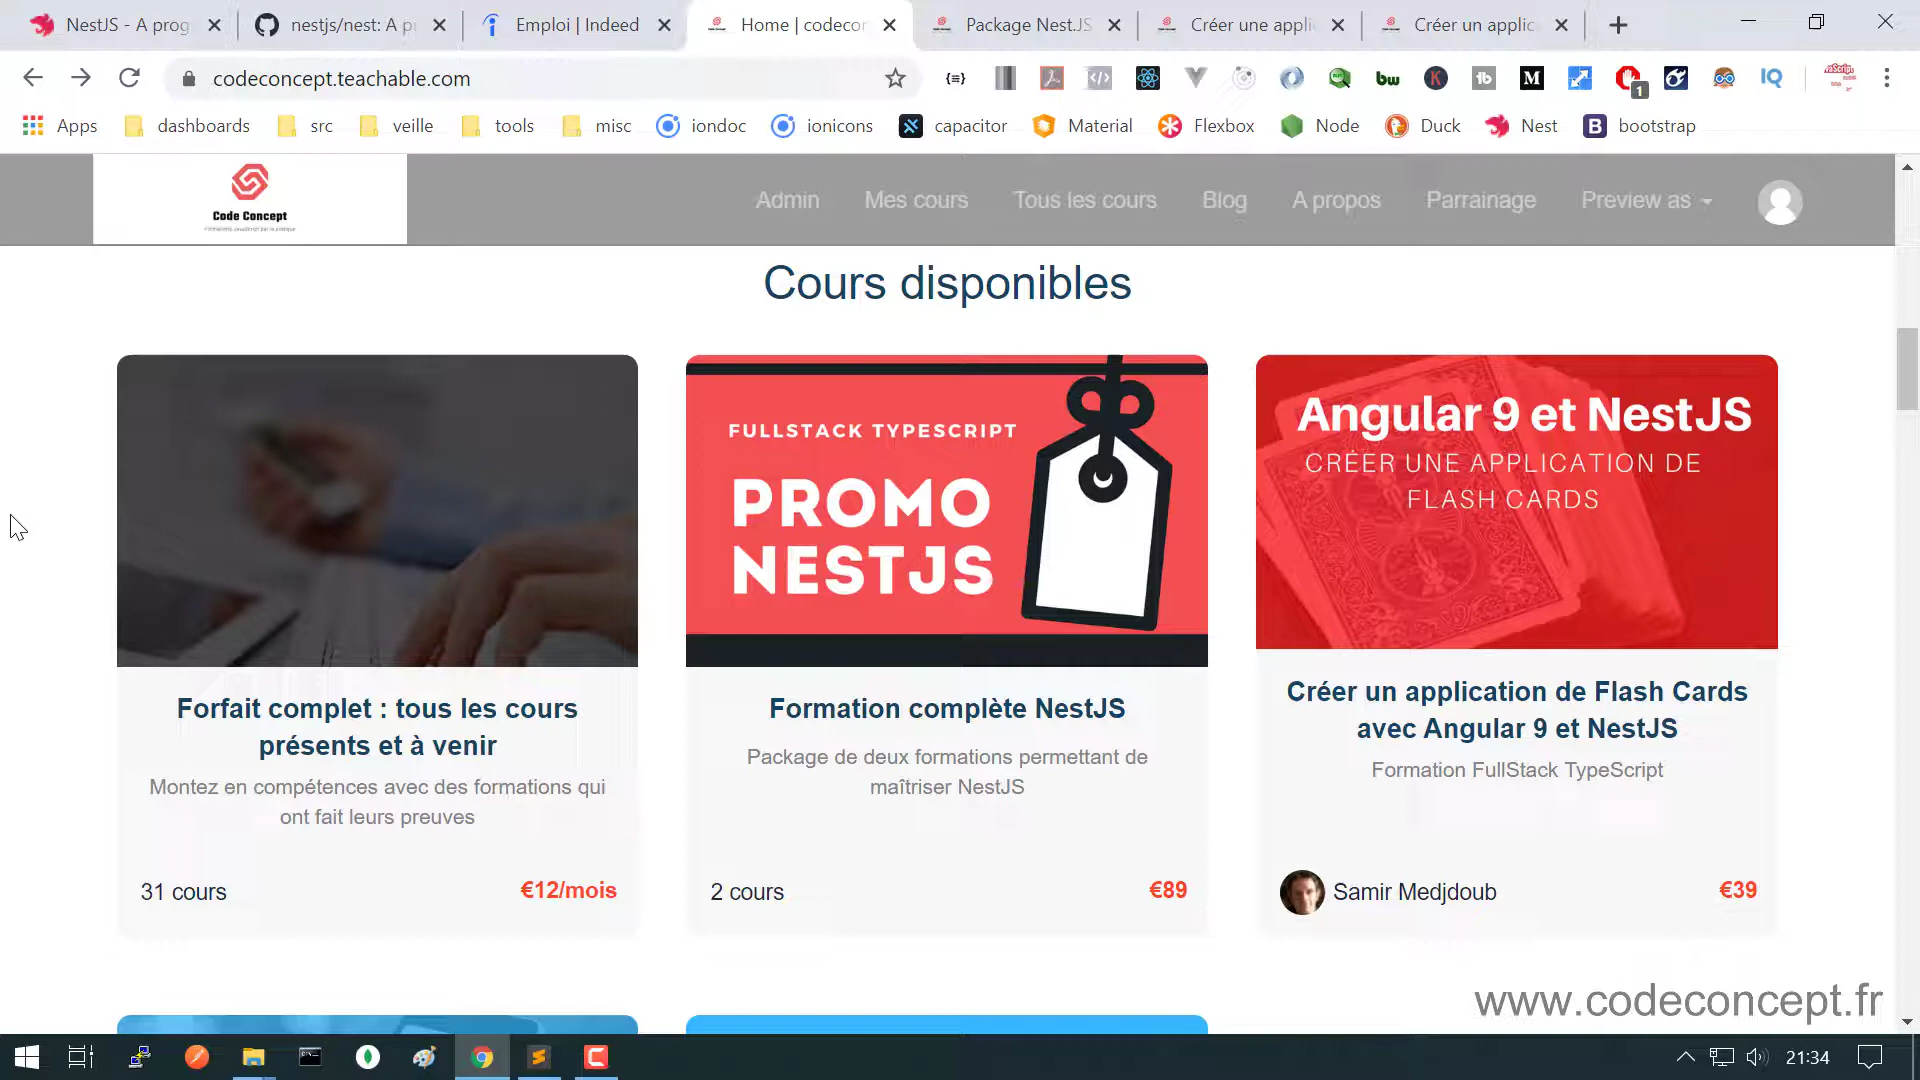 NestJS - A prog
nestjs/nest: A p
Emploi | Indeed
Home | codecon
Package Nest.JS
Créer une appli
Créer un applic
codeconcept.teachable.com
1
Apps
dashboards
src
veille
tools
misc
iondoc
ionicons
capacitor
Material
Flexbox
Node
Duck
Nest
bootstrap
Code Concept
Admin
Mes cours
Tous les cours
Blog
A propos
Parrainage
Preview as
Cours disponibles
FULLSTACK TYPESCRIPT
PROMO
NESTJS
Angular 9 et NestJS
CRÉER UNE APPLICATION DE
FLASH CARDS
Forfait complet : tous les cours
présents et à venir
Montez en compétences avec des formations qui
ont fait leurs preuves
31 cours
€12/mois
Formation complète NestJS
Package de deux formations permettant de
maîtriser NestJS
2 cours
€89
Créer un application de Flash Cards
avec Angular 9 et NestJS
Formation FullStack TypeScript
Samir Medjdoub
€39
www.codeconcept.fr
21:34